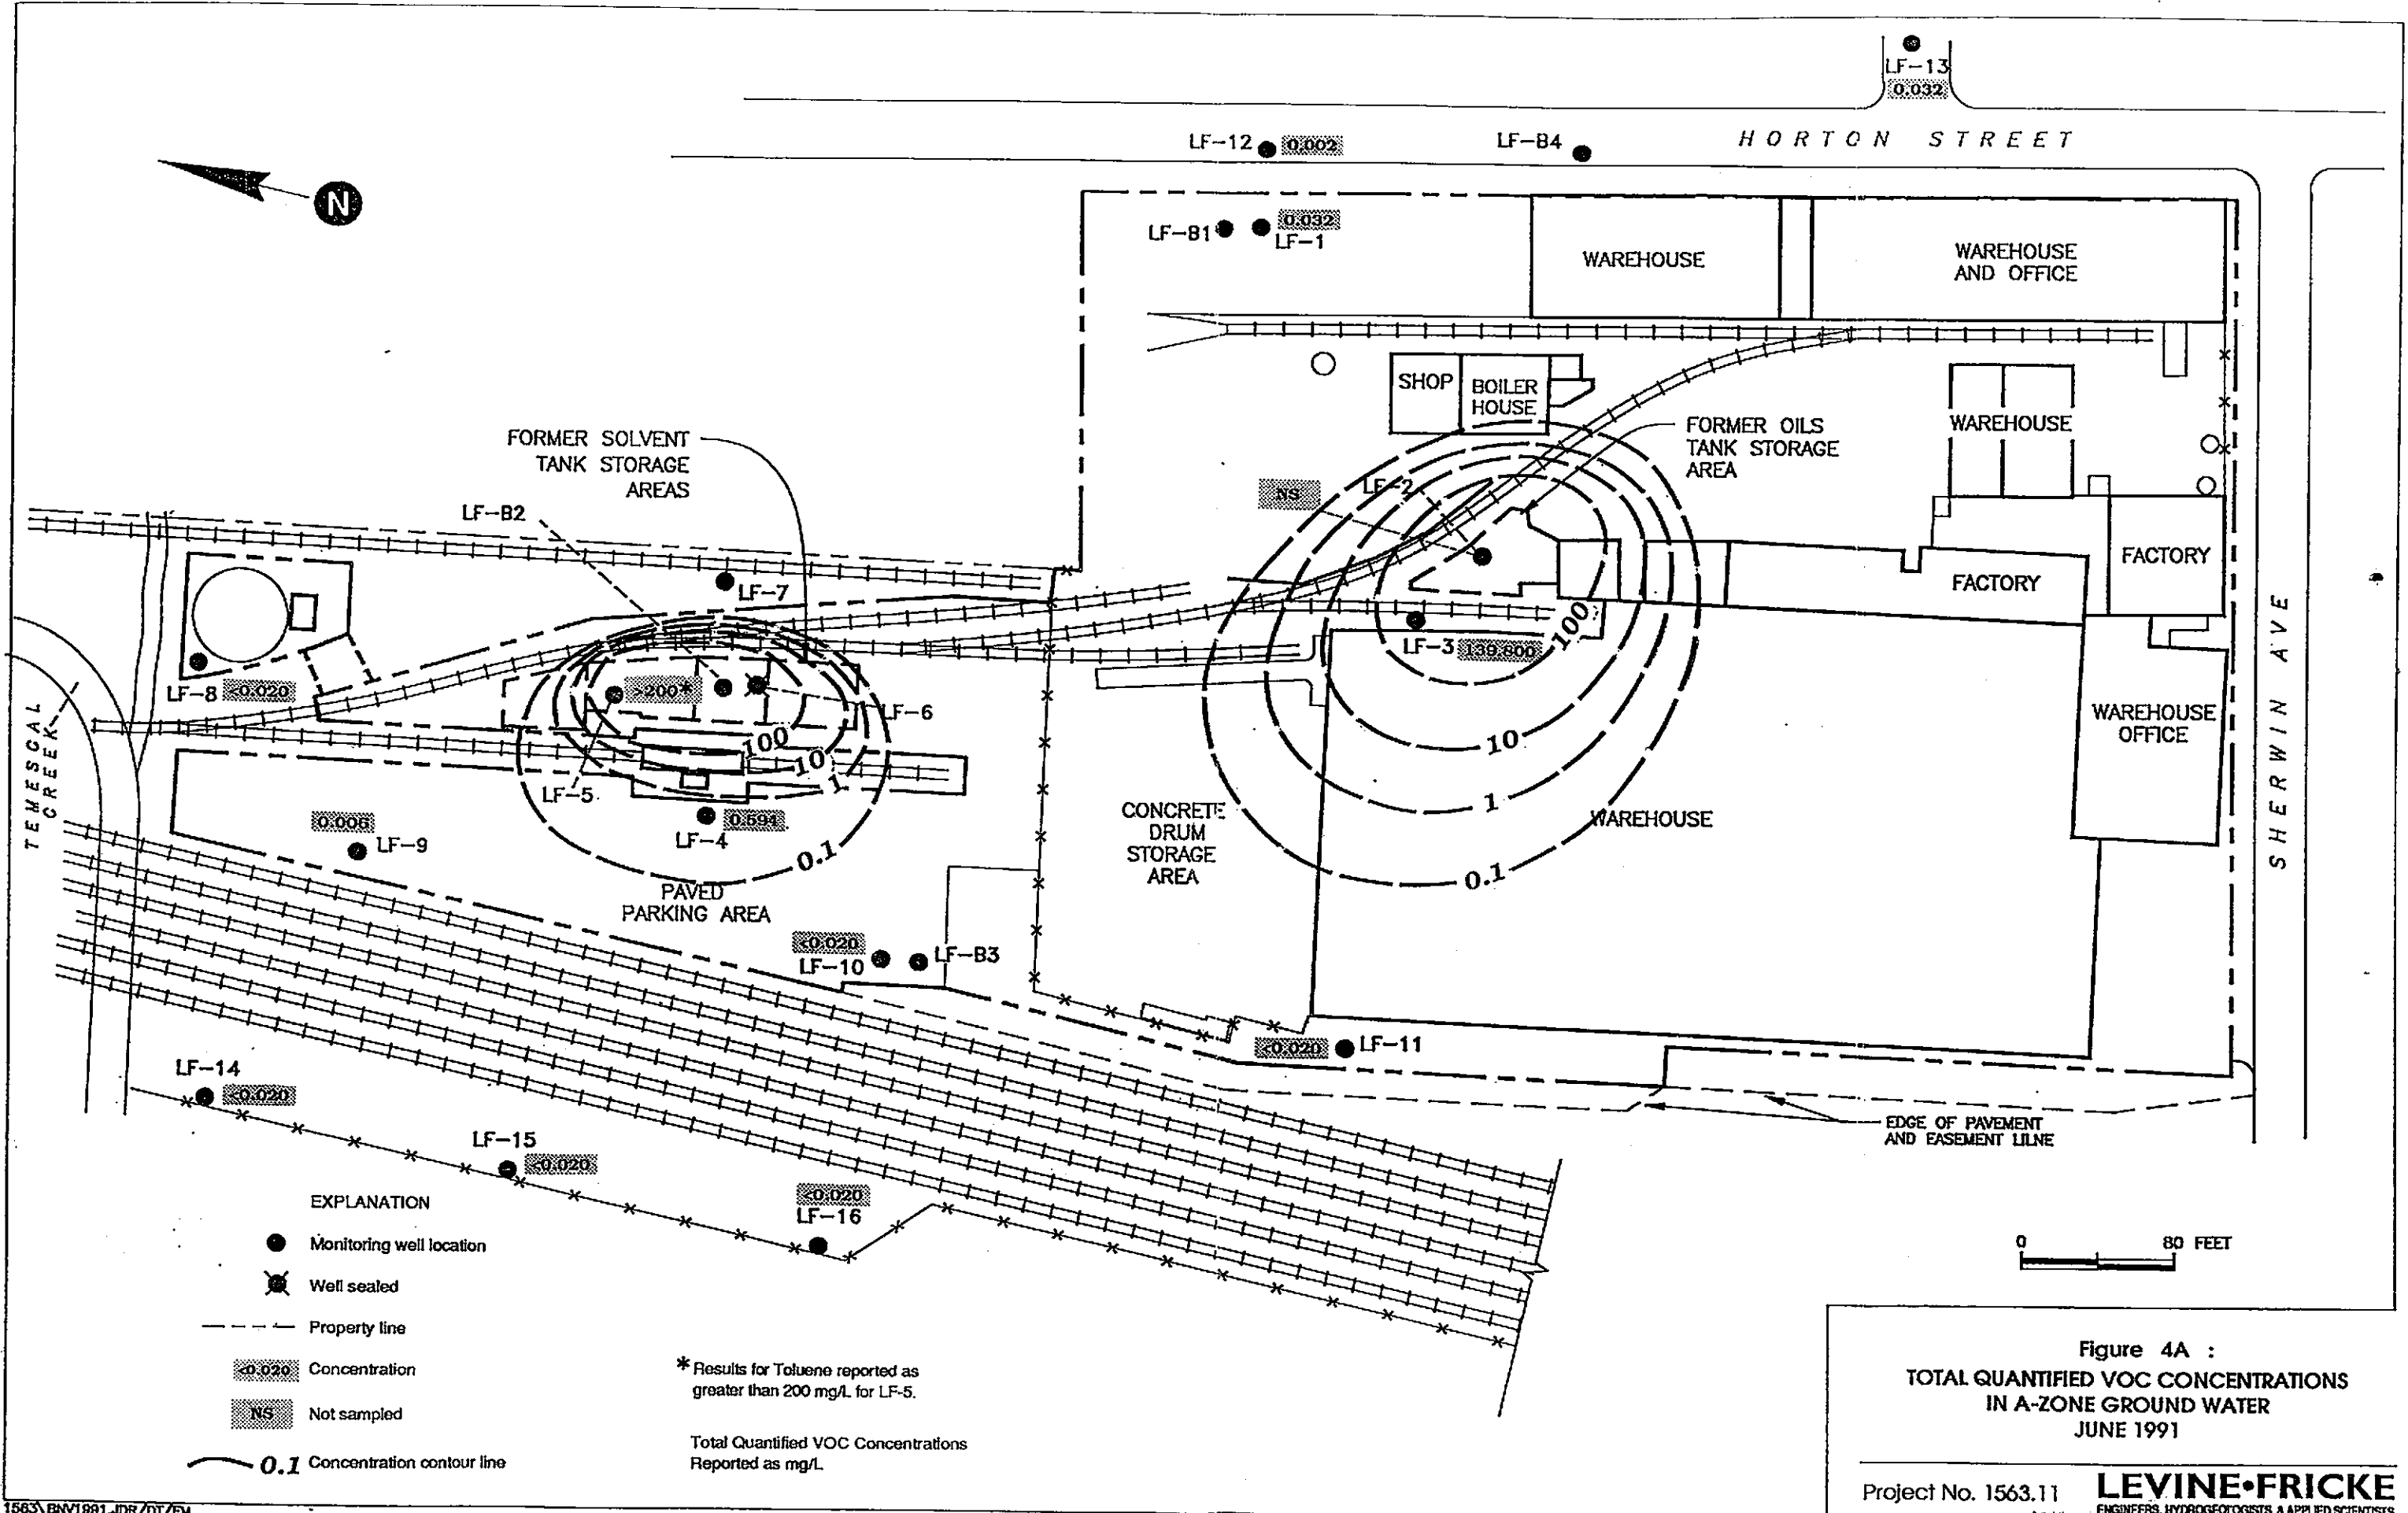 LF-13
0.032
LF-12
0.002
LF-B4
HORTON STREET
N
LF-B1
0.032
LF-1
WAREHOUSE
WAREHOUSE
AND OFFICE
SHOP
BOILER
HOUSE
FORMER OILS
TANK STORAGE
AREA
WAREHOUSE
FORMER SOLVENT
TANK STORAGE
AREAS
NS
LF-2
LF-B2
LF-7
FACTORY
FACTORY
LF-3
139.800
100
LF-8
<0.020
>200*
LF-6
TEMESCAL
CREEK
SHERWIN AVE
WAREHOUSE
OFFICE
100
10
1
LF-5
10
1
0.1
LF-4
0.594
0.006
LF-9
0.1
CONCRETE
DRUM
STORAGE
AREA
WAREHOUSE
PAVED
PARKING AREA
<0.020
LF-10
LF-B3
<0.020
LF-11
LF-14
<0.020
LF-15
<0.020
<0.020
LF-16
EDGE OF PAVEMENT
AND EASEMENT LILNE
0 80 FEET
EXPLANATION
Monitoring well location
Well sealed
Property line
<0.020 Concentration
NS Not sampled
0.1 Concentration contour line
* Results for Toluene reported as
greater than 200 mg/L for LF-5.
Total Quantified VOC Concentrations
Reported as mg/L
Figure 4A :
TOTAL QUANTIFIED VOC CONCENTRATIONS
IN A-ZONE GROUND WATER
JUNE 1991
Project No. 1563.11
LEVINE•FRICKE
ENGINEERS, HYDROGEOLOGISTS & APPLIED SCIENTISTS
1563\BNV1991.JDR/DT/EM